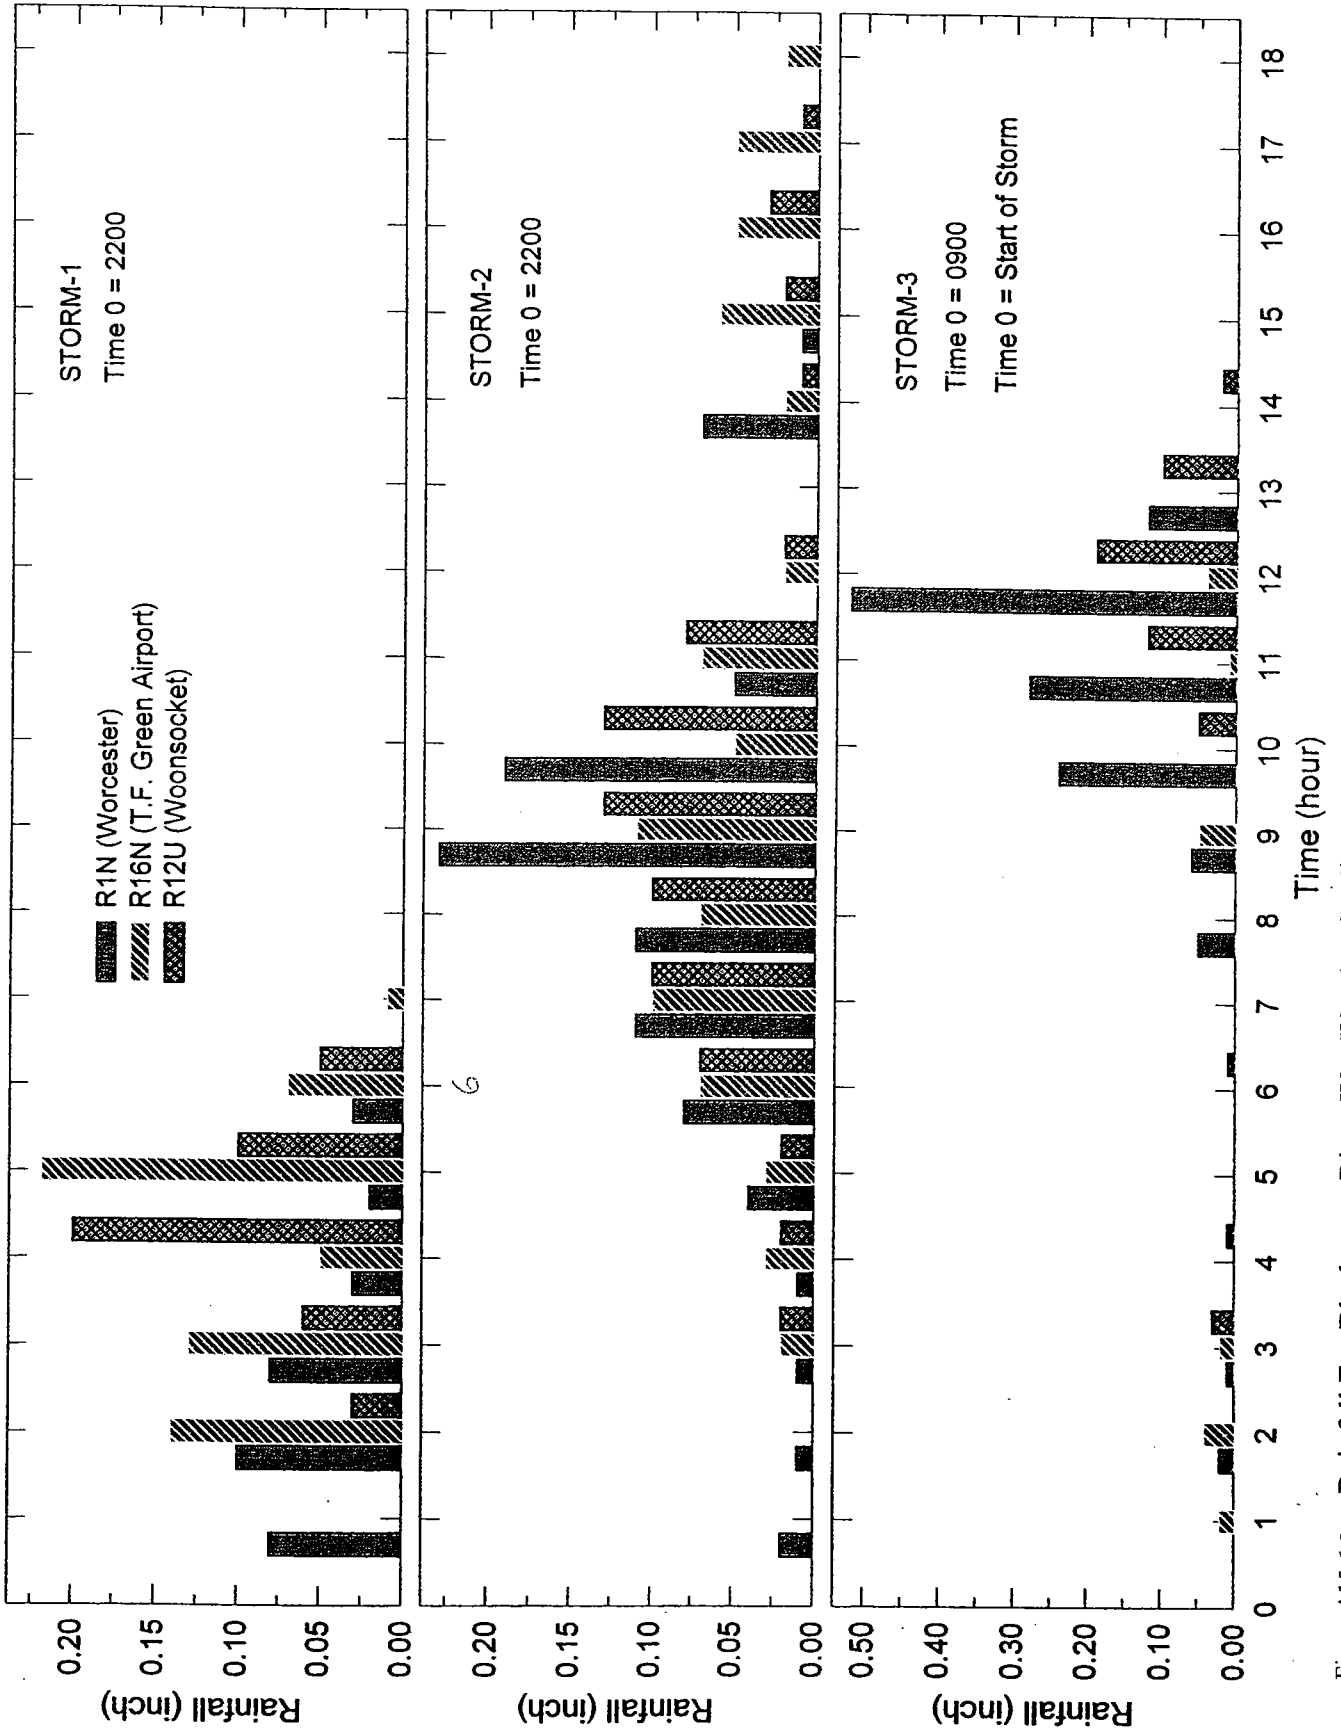 STORM-1
Time 0 = 2200
R1N (Worcester)
R16N (T.F. Green Airport)
R12U (Woonsocket)
0.20
0.15
0.10
0.05
0.00
Rainfall (inch)
STORM-2
Time 0 = 2200
6
0.20
0.15
0.10
0.05
0.00
Rainfall (inch)
STORM-3
Time 0 = 0900
Time 0 = Start of Storm
0.50
0.40
0.30
0.20
0.10
0.00
Rainfall (inch)
0 1 2 3 4 5 6 7 8 9 10 11 12 13 14 15 16 17 18
Time (hour)